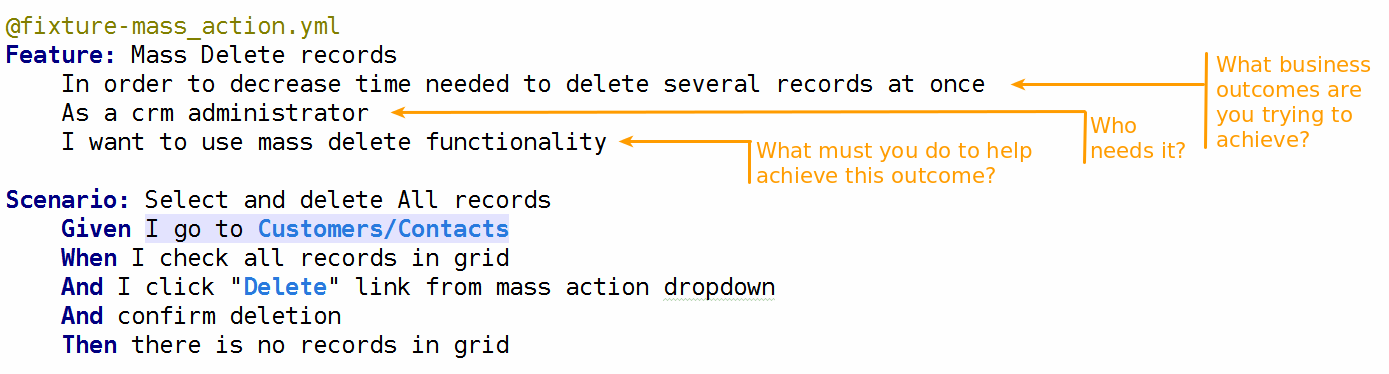 @fixture-mass_action.yml
Feature: Mass Delete records
In order to decrease time needed to delete several records at once
As a crm administrator
I want to use mass delete functionality
What business
outcomes are
you trying to
achieve?
Who
needs it?
What must you do to help
achieve this outcome?
Scenario: Select and delete All records
Given I go to Customers/Contacts
When I check all records in grid
And I click "Delete" link from mass action dropdown
And confirm deletion
Then there is no records in grid